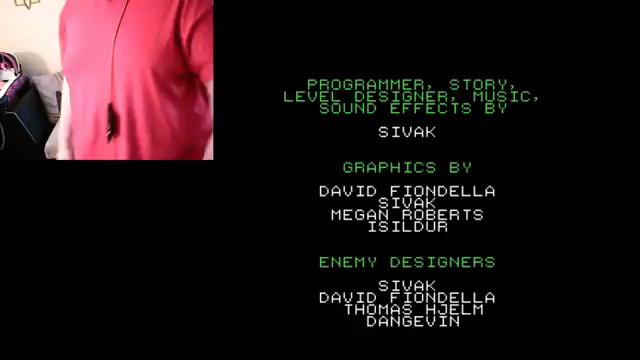 PROGRAMMER, STORY,
LEVEL DESIGNER, MUSIC,
SOUND EFFECTS BY
SIVAK
GRAPHICS BY
DAVID FIONDELLA
SIVAK
MEGAN ROBERTS
ISILDUR
ENEMY DESIGNERS
SIVAK
DAVID FIONDELLA
THOMAS HJELM
DANGEVIN